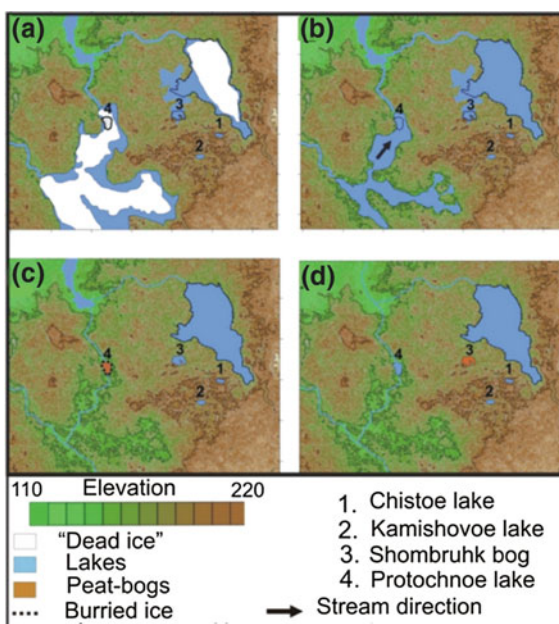 (a)
(b)
4
3
1
2
4
3
1
2
(c)
(d)
4
3
1
2
4
3
1
2
110 Elevation 220
“Dead ice”
Lakes
Peat-bogs
Burried ice
1. Chistoe lake
2. Kamishovoe lake
3. Shombruhk bog
4. Protochnoe lake
Stream direction